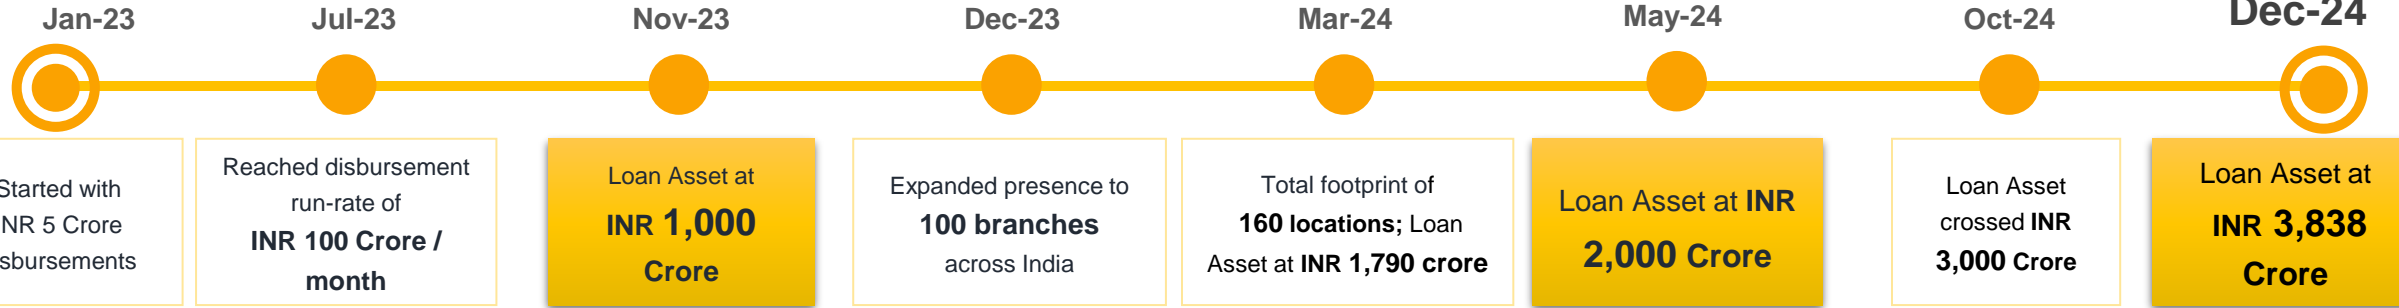 Jan-23
Jul-23
Nov-23
Dec-23
Mar-24
May-24
Oct-24
Dec-24
Started with
INR 5 Crore
disbursements
Reached disbursement
run-rate of
INR 100 Crore /
month
Loan Asset at
INR 1,000
Crore
Expanded presence to
100 branches
across India
Total footprint of
160 locations; Loan
Asset at INR 1,790 crore
Loan Asset at INR
2,000 Crore
Loan Asset
crossed INR
3,000 Crore
Loan Asset at
INR 3,838
Crore